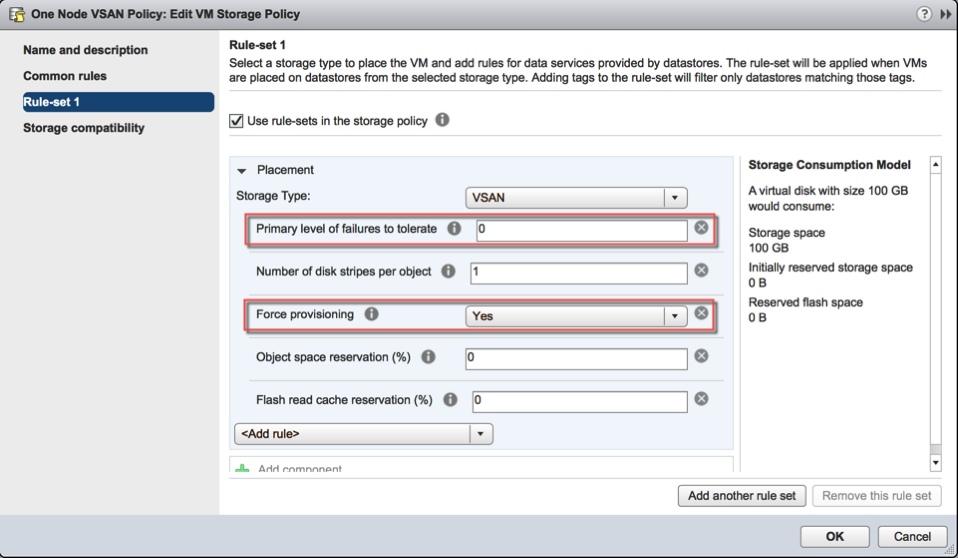 One Node VSAN Policy: Edit VM Storage Policy
Name and description
Common rules
Rule-set 1
Storage compatibility
Rule-set 1
Select a storage type to place the VM and add rules for data services provided by datastores. The rule-set will be applied when VMs
are placed on datastores from the selected storage type. Adding tags to the rule-set will filter only datastores matching those tags.
Use rule-sets in the storage policy
Placement
Storage Type:
VSAN
Primary level of failures to tolerate
0
Number of disk stripes per object
1
Force provisioning
Yes
Object space reservation (%)
0
Flash read cache reservation (%)
0
<Add rule>
Add component
Storage Consumption Model
A virtual disk with size 100 GB
would consume:
Storage space
100 GB
Initially reserved storage space
0 B
Reserved flash space
0 B
Add another rule set
Remove this rule set
OK
Cancel